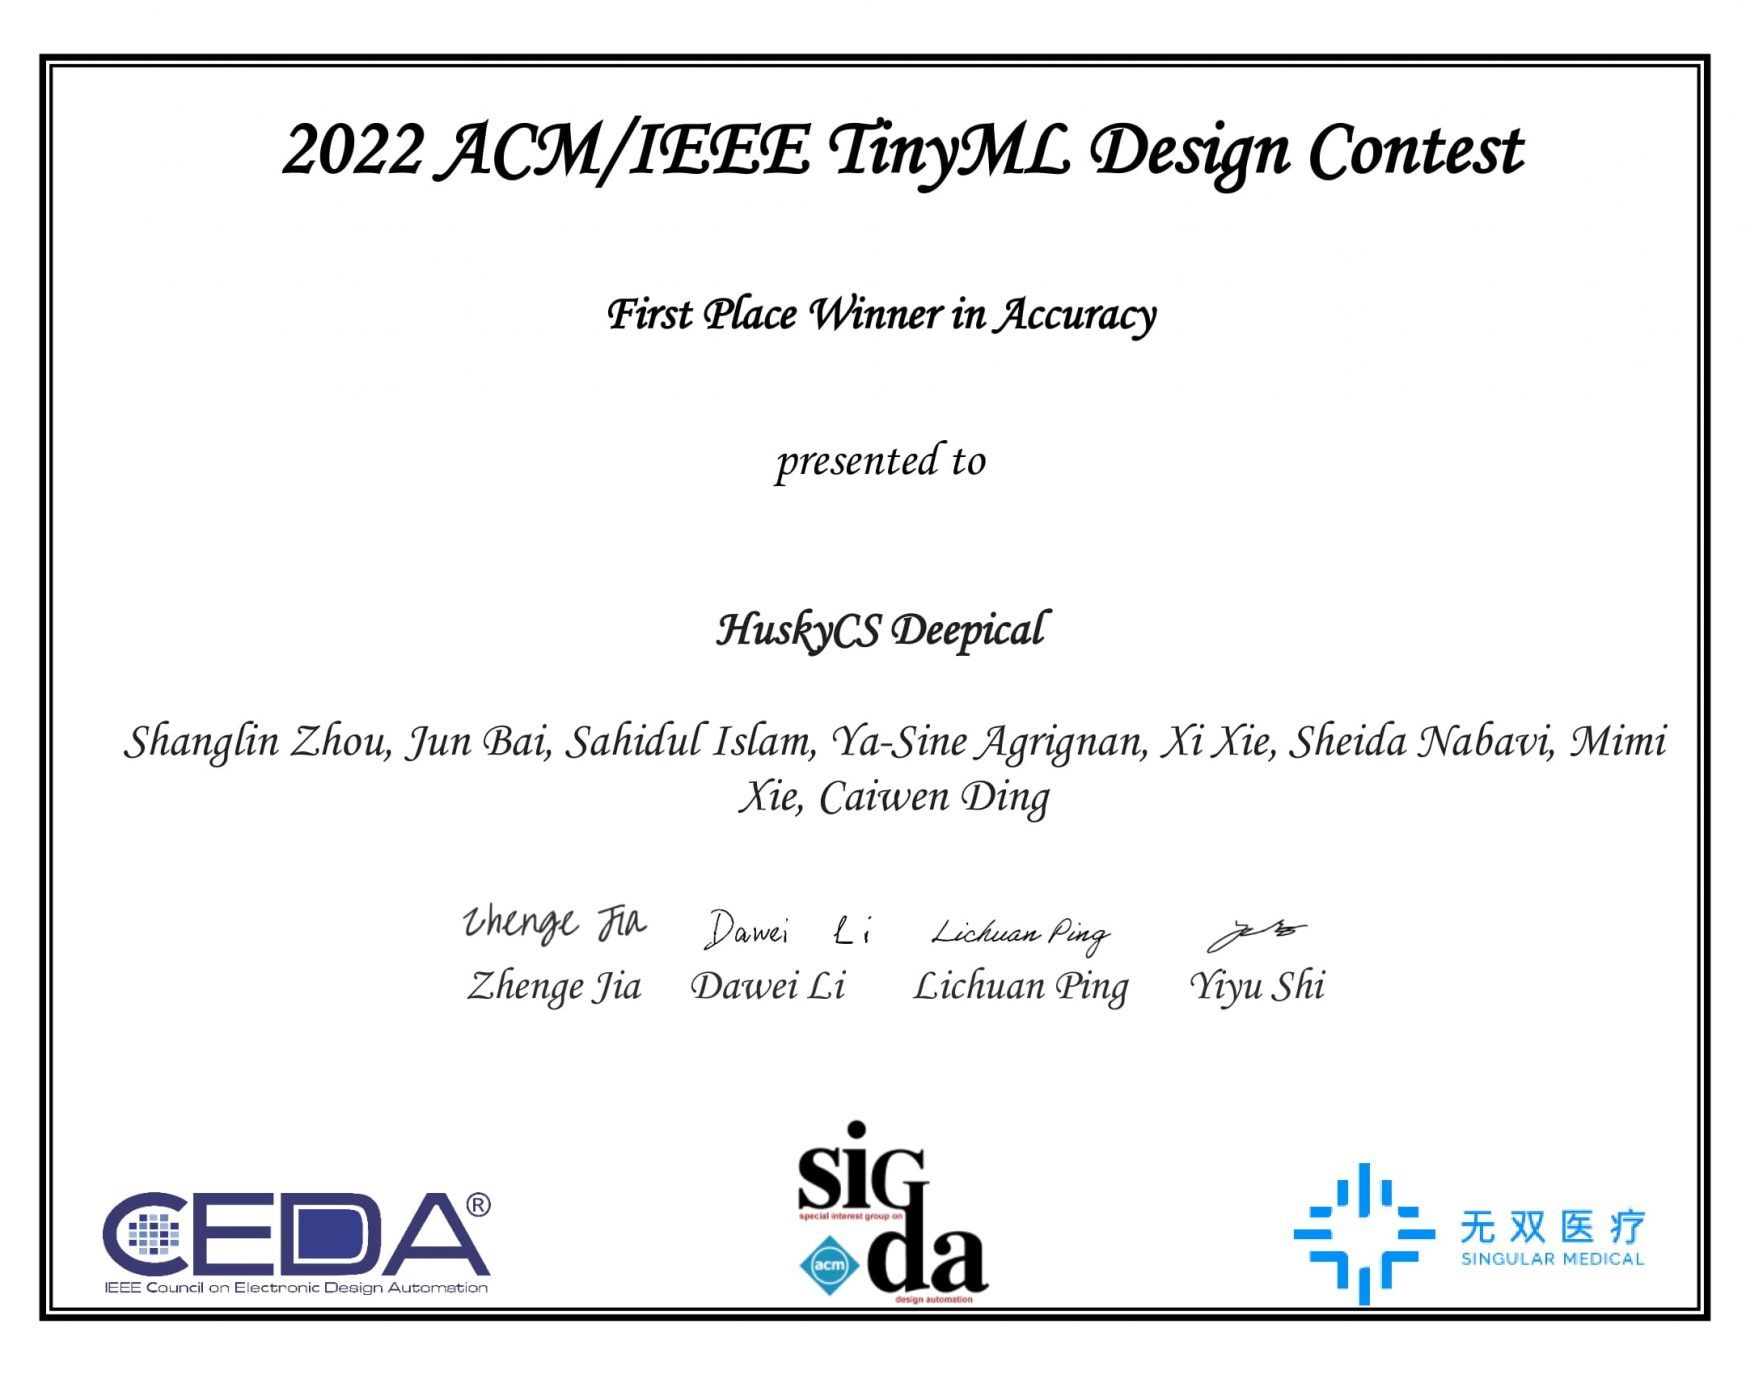 2022 ACM/IEEE TinyML Design Contest
First Place Winner in Accuracy
presented to
HuskyCS Deepical
Shanglin Zhou, Jun Bai, Sahidul Islam, Ya-Sine Agrignan, Xi Xie, Sheida Nabavi, Mimi
Xie, Caiwen Ding
Zhenge Jia Dawei Li Lichuan Ping
Zhenge Jia Dawei Li Lichuan Ping Yiyu Shi
CEDA®
IEEE Council on Electronic Design Automation
sigda
special interest group on
acm
design automation
无双医疗
SINGULAR MEDICAL